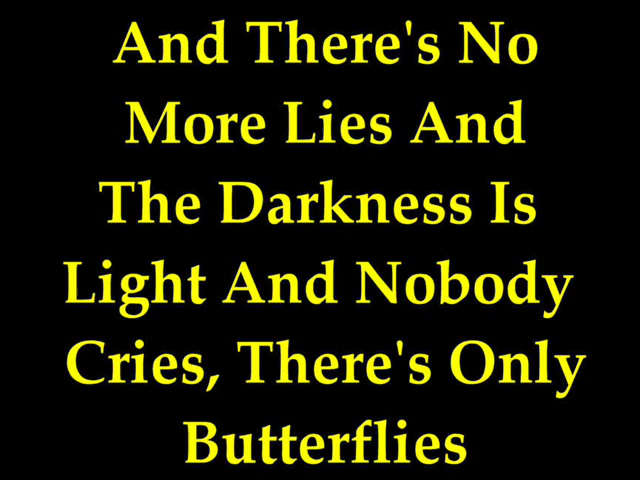 And There's No
More Lies And
The Darkness Is
Light And Nobody
Cries, There's Only
Butterflies